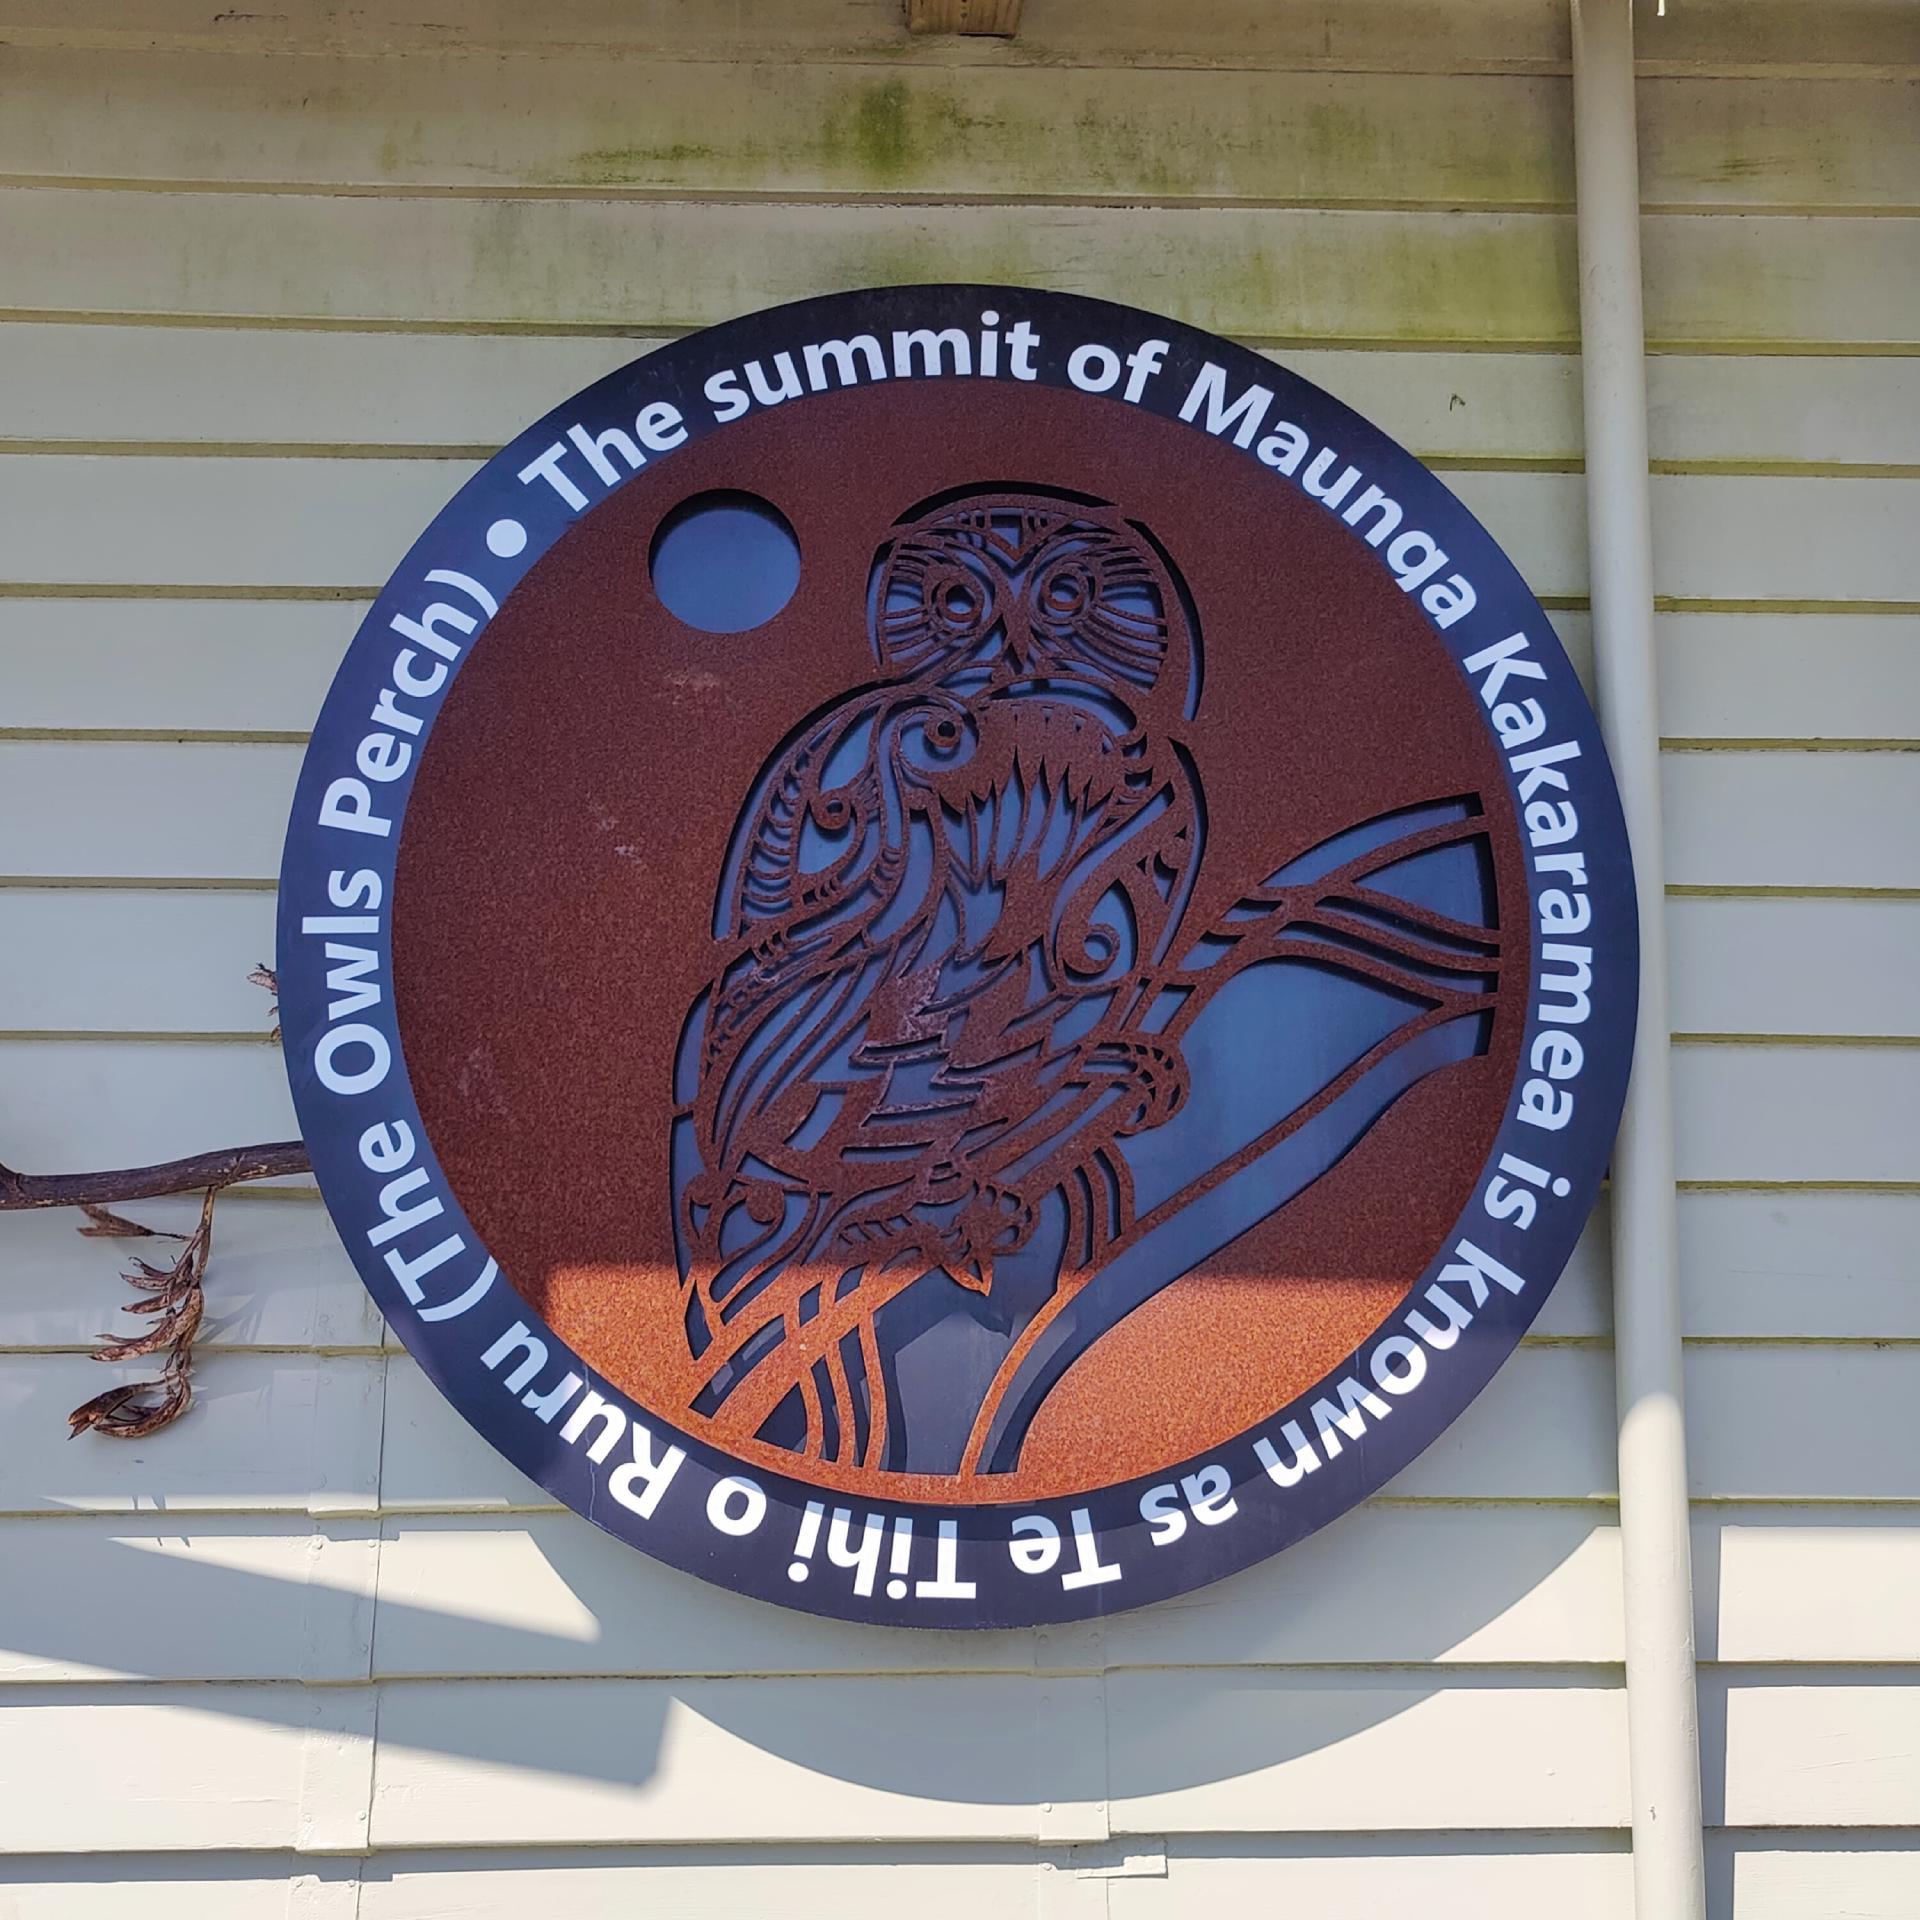 The summit of Maunga Kakaramea is known as Te Tihi o Ruru (The Owls Perch) •